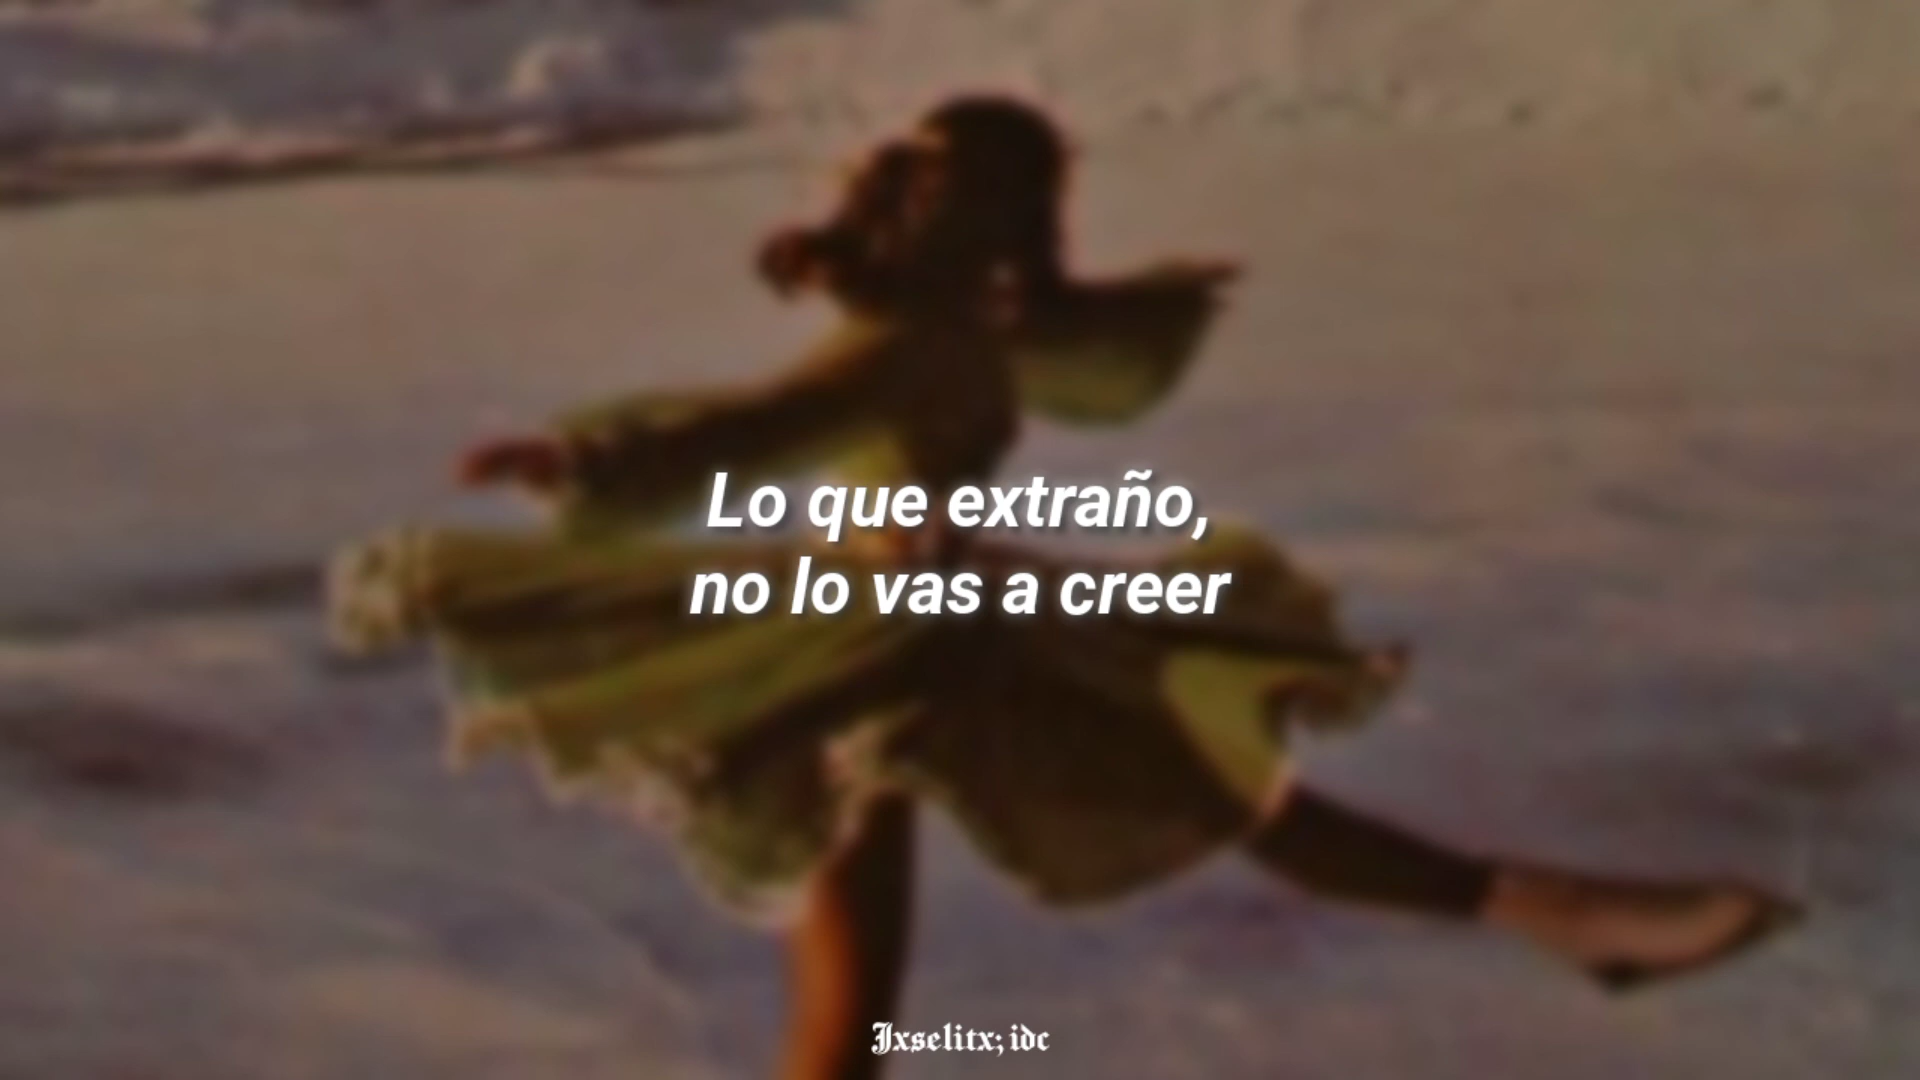 Lo que extraño,
no lo vas a creer
Jxselitx; idc